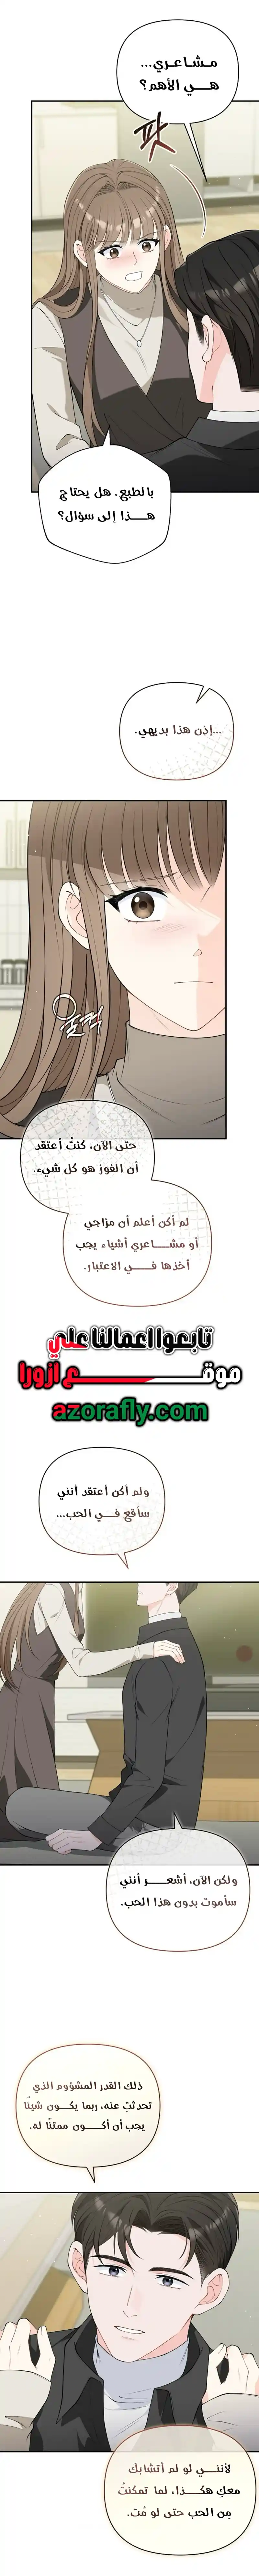 مشاعري...
هي الأهم؟
팟
بالطبع. هل يحتاج
هذا إلى سؤال؟
...إذن هذا بديهي.
울컥
حتى الآن، كنتُ أعتقد
أن الفوز هو كل شيء.
لم أكن أعلم أن مزاجي
أو مشاعري أشياء يجب
أخذها في الاعتبار.
تابعوا اعمالنا علي
موقع ازورا
azorafly.com
ولم أكن أعتقد أنني
سأقع في الحب...
ولكن الآن، أشعر أنني
سأموت بدون هذا الحب.
ذلك القدر المشؤوم الذي
تحدثتِ عنه، ربما يكون شيئًا
يجب أن أكون ممتنًا له.
لأنني لو لم أتشابك
معكِ هكذا، لما تمكنتُ
مِن الحب حتى لو مُت.